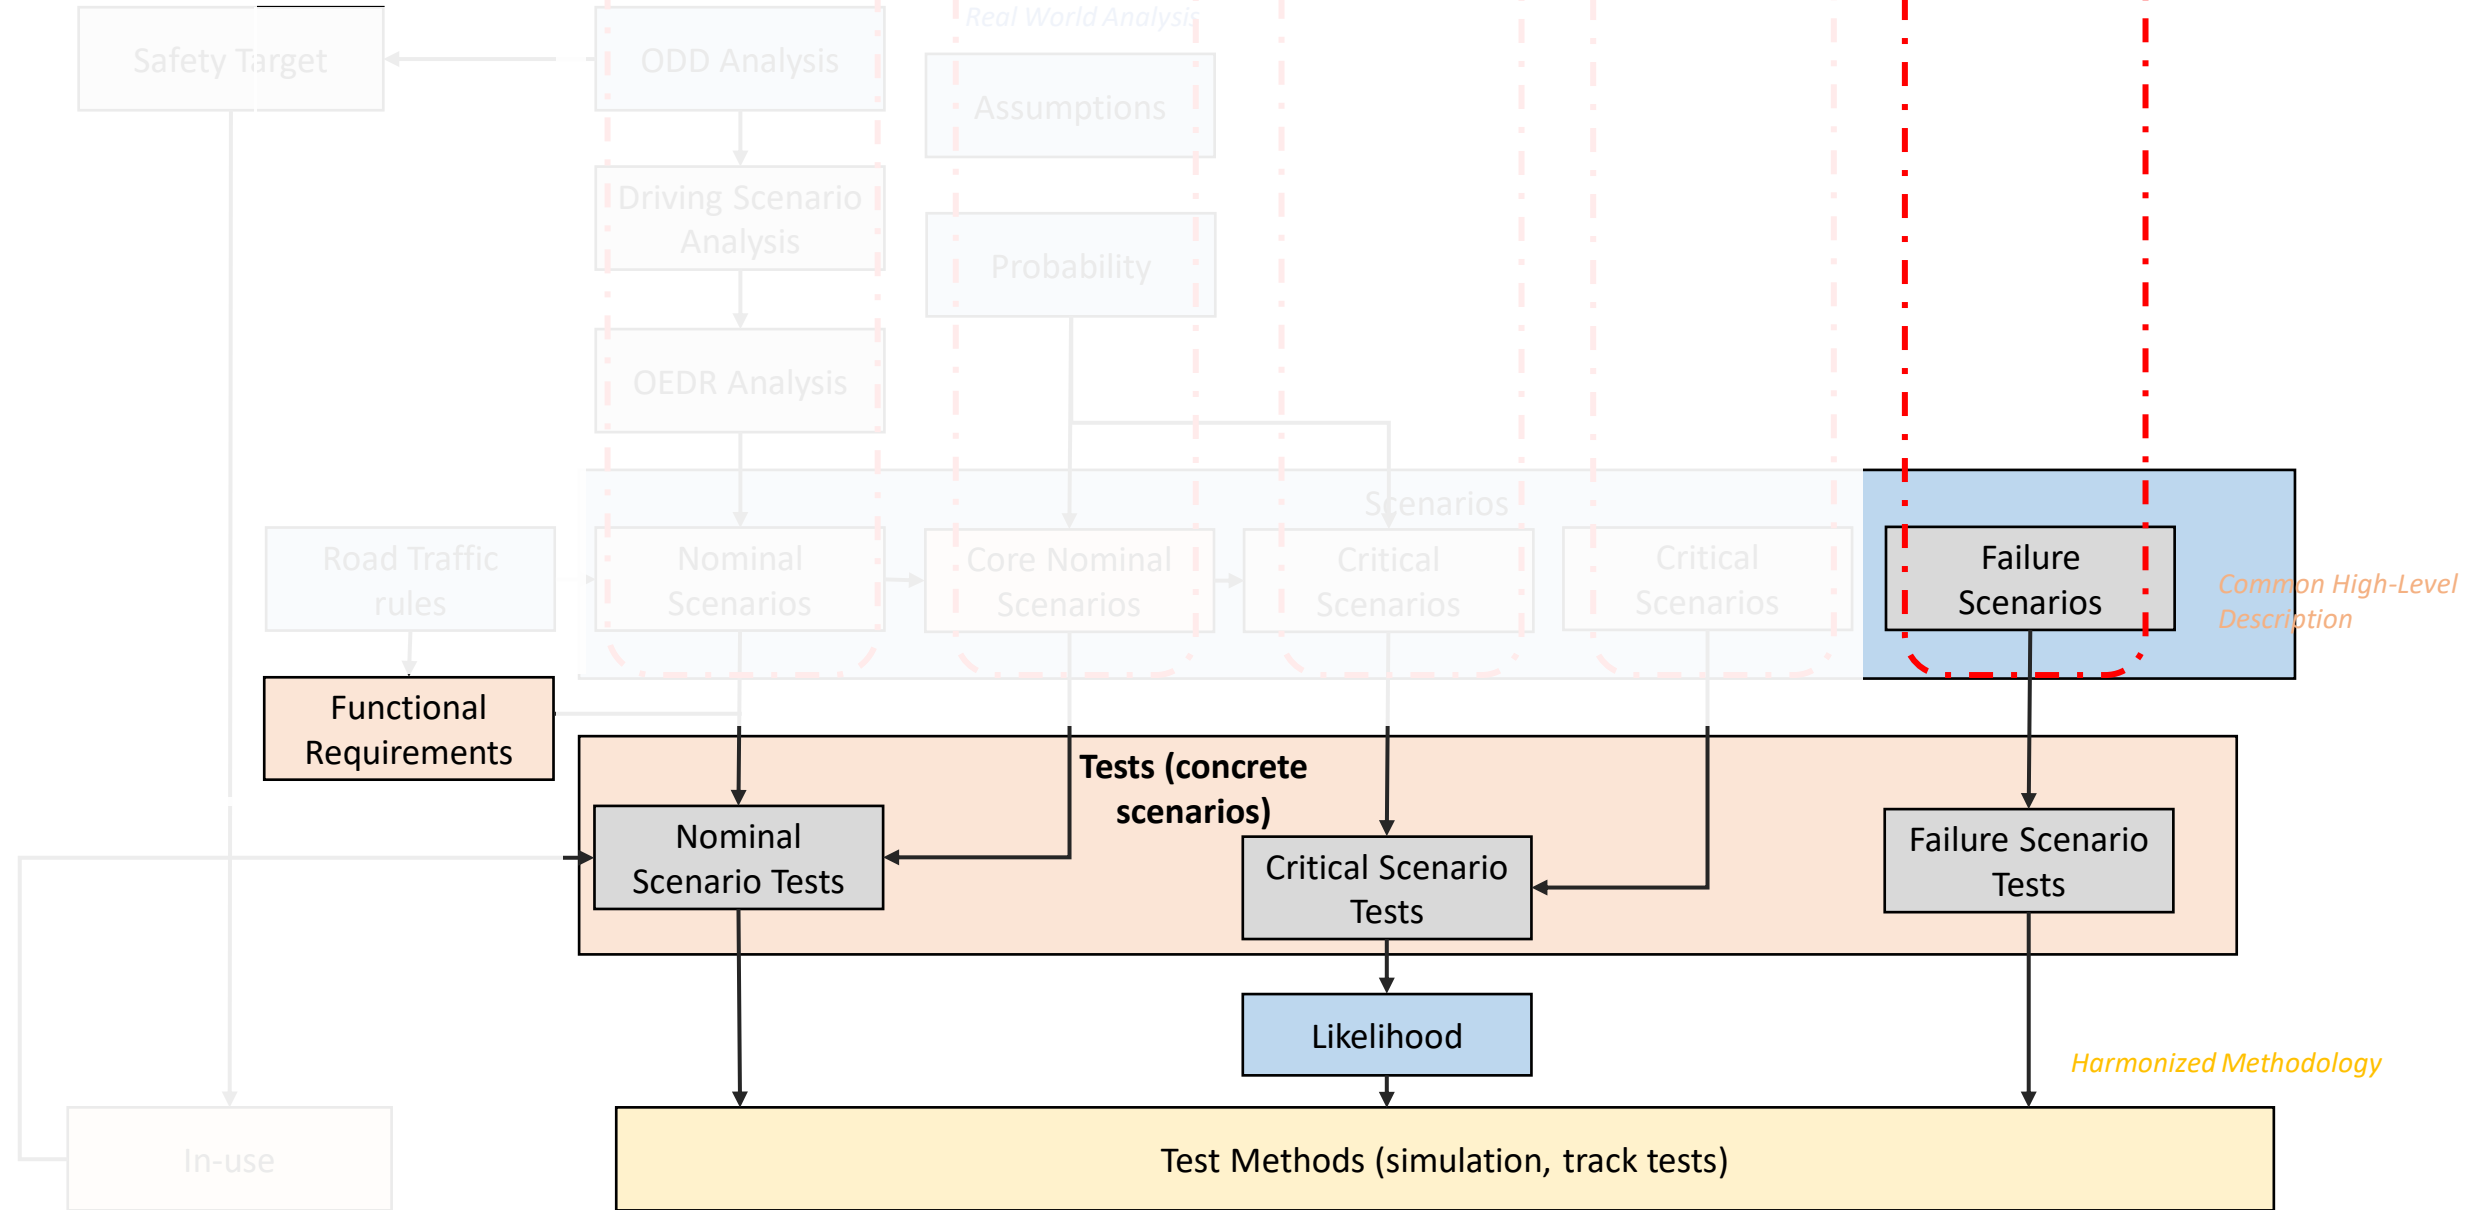 Real World Analysis
Safety Target
ODD Analysis
Assumptions
Driving Scenario
Analysis
Probability
OEDR Analysis
Scenarios
Road Traffic
rules
Nominal
Scenarios
Core Nominal
Scenarios
Critical
Scenarios
Critical
Scenarios
Failure
Scenarios
Common High-Level
Description
Functional
Requirements
Tests (concrete
scenarios)
Nominal
Scenario Tests
Critical Scenario
Tests
Failure Scenario
Tests
Likelihood
Harmonized Methodology
In-use
Test Methods (simulation, track tests)